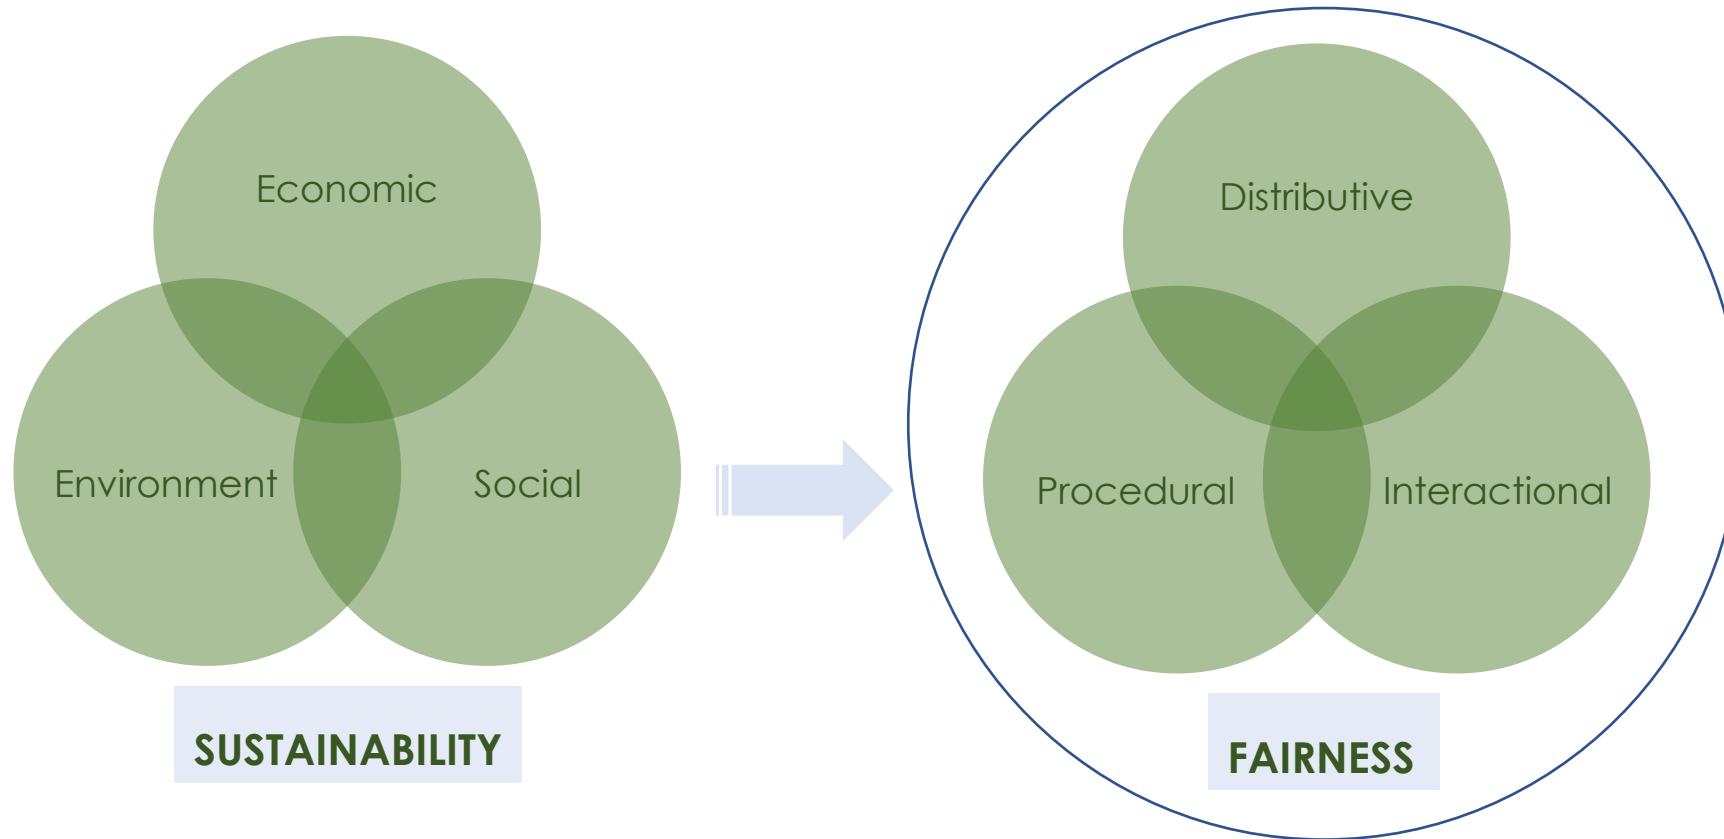 Economic
Environment
Social
SUSTAINABILITY
Distributive
Procedural
Interactional
FAIRNESS